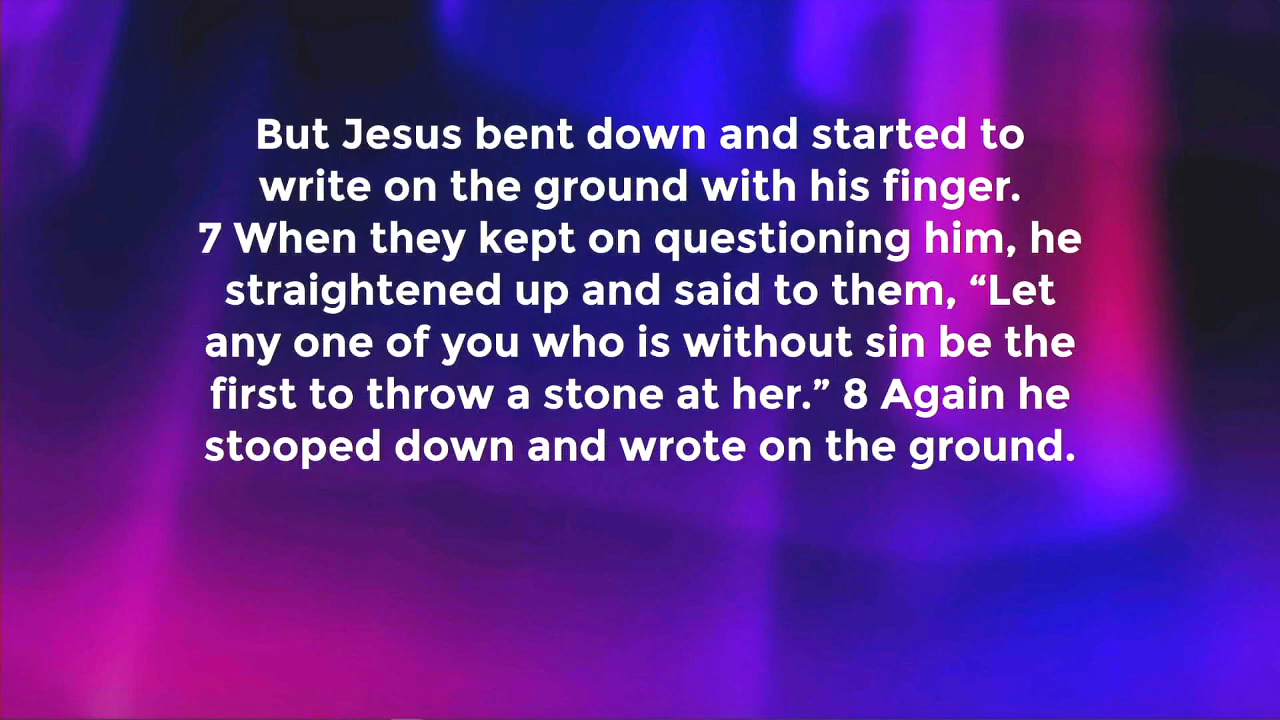 But Jesus bent down and started to
write on the ground with his finger.
7 When they kept on questioning him, he
straightened up and said to them, “Let
any one of you who is without sin be the
first to throw a stone at her.” 8 Again he
stooped down and wrote on the ground.